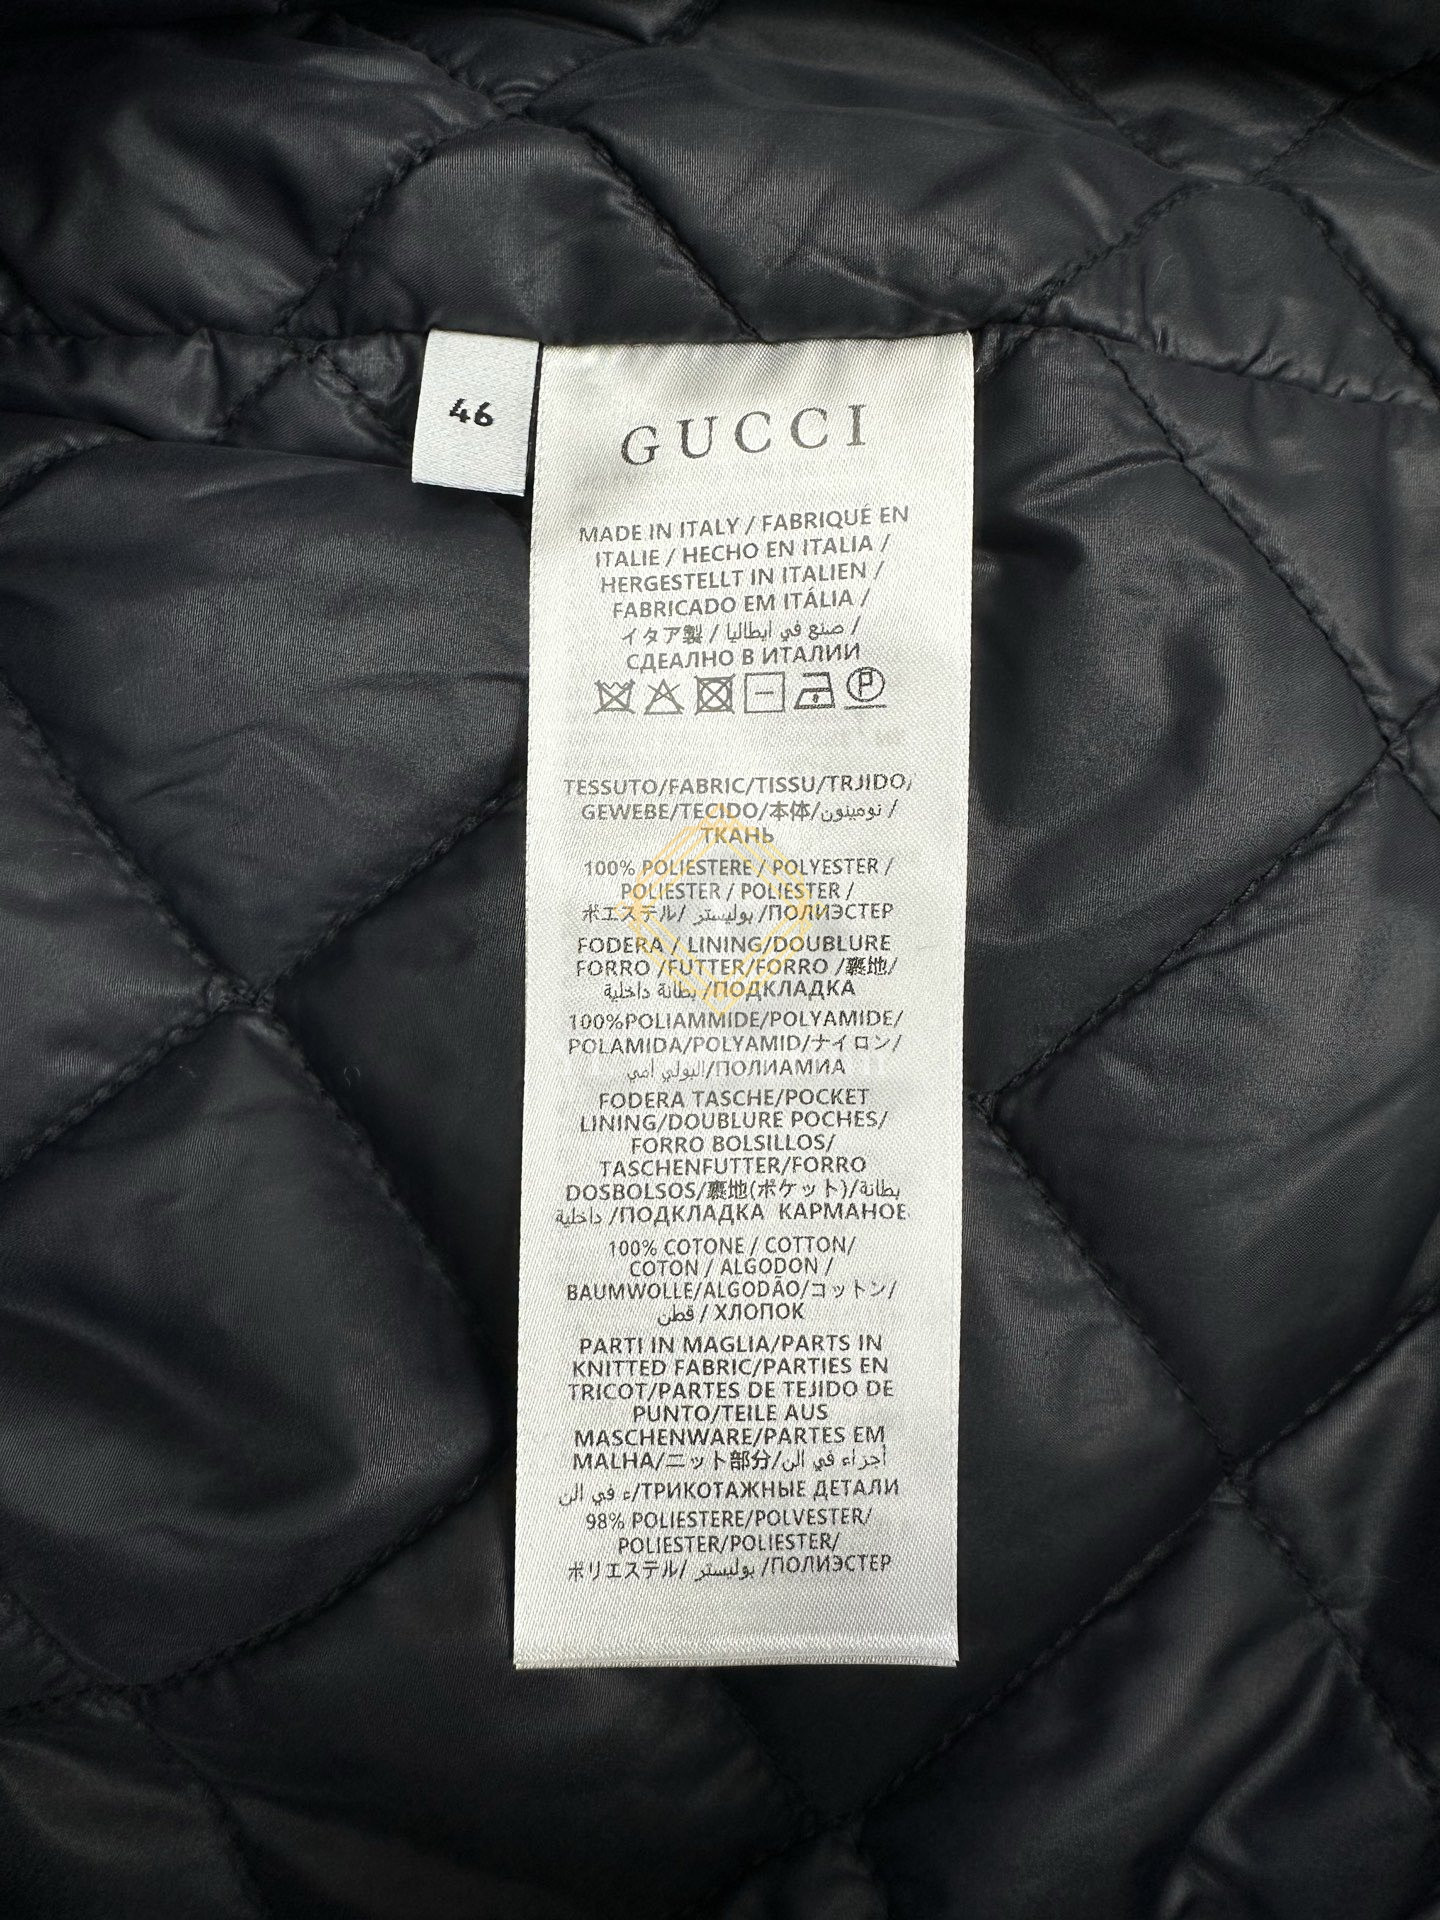 46
GUCCI
MADE IN ITALY / FABRIQUÉ EN
ITALIE / HECHO EN ITALIA /
HERGESTELLT IN ITALIEN /
FABRICADO EM ITÁLIA /
イタア製 / صنع في ايطاليا /
СДЕАЛНО В ИТАЛИИ
P
TESSUTO/FABRIC/TISSU/TRJIDO,
GEWEBE/TECIDO/本体/نومينون /
ТКАНЬ
100% POLIESTERE / POLYESTER /
POLIESTER / POLIESTER /
ポエステル/ بوليستر /ПОЛИЭСТЕР
FODERA / LINING/DOUBLURE
FORRO /FUTTER/FORRO /裏地/
بطانة داخلية /ПОДКЛАДКА
100%POLIAMMIDE/POLYAMIDE/
POLAMIDA/POLYAMID/ナイロン/
البولي امي/ПОЛИАМИА
FODERA TASCHE/POCKET
LINING/DOUBLURE POCHES/
FORRO BOLSILLOS/
TASCHENFUTTER/FORRO
DOSBOLSOS/裏地(ポケット)/بطانة
داخلية /ПОДКЛАДКА КАРМАНОЕ
100% COTONE / COTTON/
COTON / ALGODON /
BAUMWOLLE/ALGODÃO/コットン/
قطن / ХЛОПОК
PARTI IN MAGLIA/PARTS IN
KNITTED FABRIC/PARTIES EN
TRICOT/PARTES DE TEJIDO DE
PUNTO/TEILE AUS
MASCHENWARE/PARTES EM
MALHA/ニット部分/أجزاء في الن
ء في الن/ТРИКОТАЖНЫЕ ДЕТАЛИ
98% POLIESTERE/POLVESTER/
POLIESTER/POLIESTER/
ポリエステル/ بوليستر /ПОЛИЭСТЕР